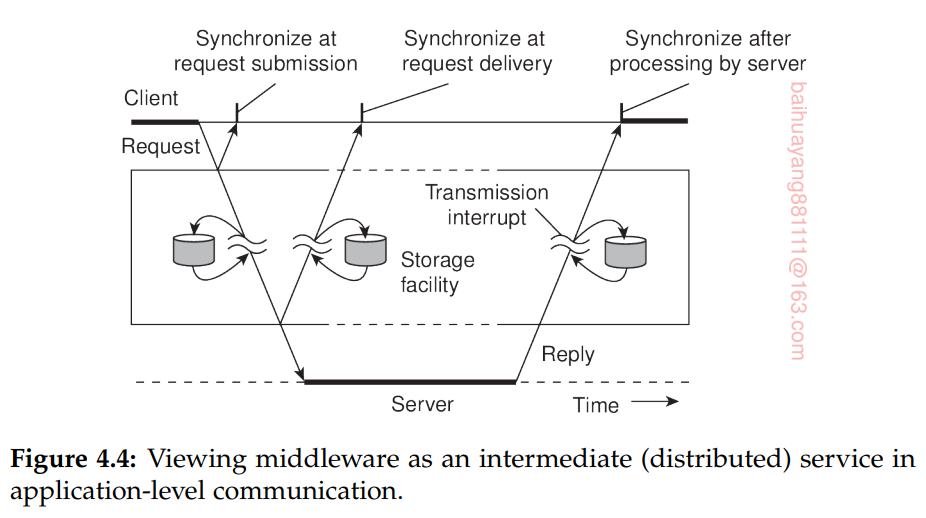 Synchronize at
request submission
Synchronize at
request delivery
Synchronize after
processing by server
Client
Request
Transmission
interrupt
Storage
facility
Reply
Server
Time
Figure 4.4: Viewing middleware as an intermediate (distributed) service in
application-level communication.
baihuayang881111@163.com